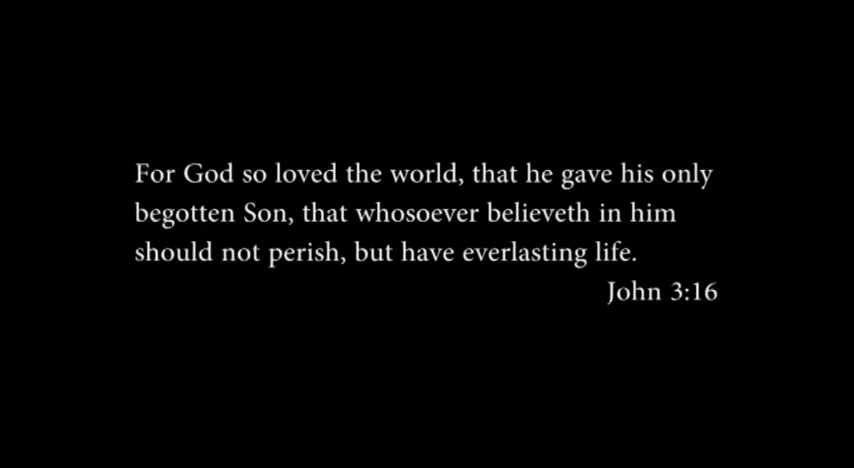 For God so loved the world, that he gave his only
begotten Son, that whosoever believeth in him
should not perish, but have everlasting life.
John 3:16